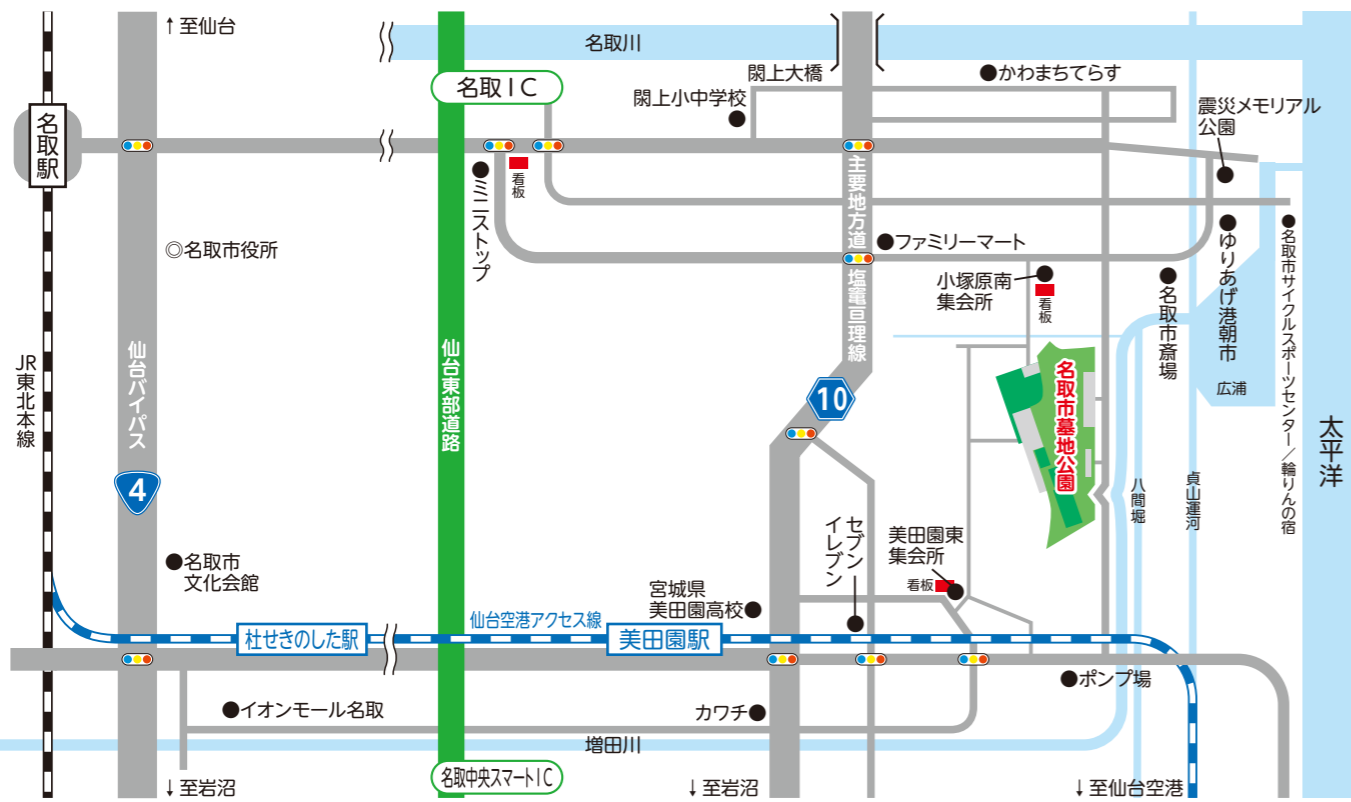 ↑至仙台
名取川
名取IC
閖上大橋
●かわまちてらす
閖上小中学校
震災メモリアル
公園
名取駅
看板
ミニストップ
主要地方道 塩竈亘理線
◎名取市役所
ファミリーマート
小塚原南
集会所
看板
名取市斎場
ゆりあげ港朝市
●名取市サイクルスポーツセンター／輪りんの宿
広浦
JR東北本線
仙台バイパス
仙台東部道路
10
名取市墓地公園
太平洋
4
八間堀
貞山運河
セブン
イレブン
美田園東
集会所
看板
●名取市
文化会館
宮城県
美田園高校
杜せきのした駅
仙台空港アクセス線
美田園駅
●ポンプ場
●イオンモール名取
カワチ●
増田川
名取中央スマートIC
↓至岩沼
↓至岩沼
↓至仙台空港